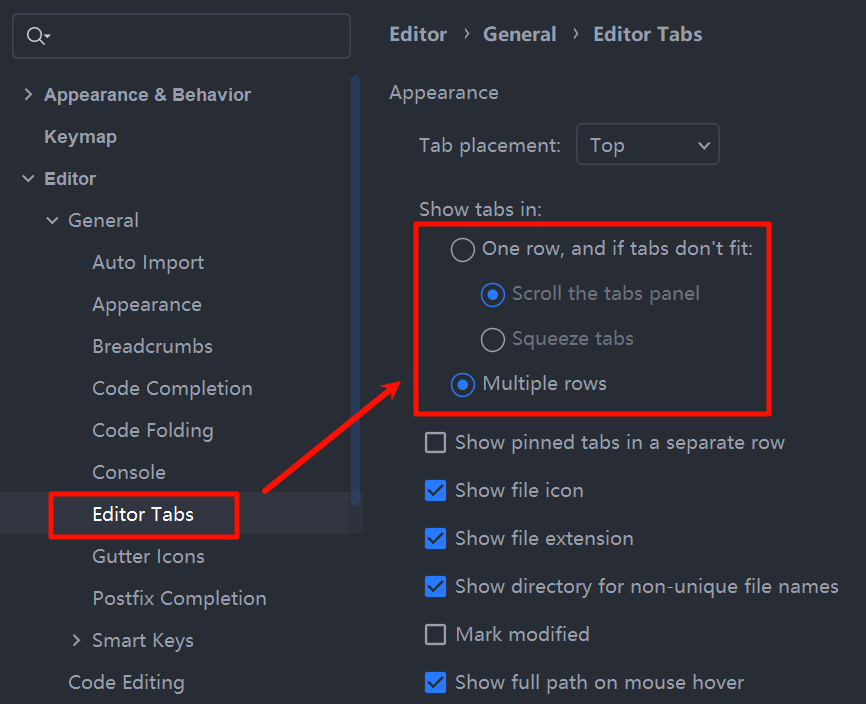 Editor › General › Editor Tabs
Appearance & Behavior
Keymap
Editor
General
Auto Import
Appearance
Breadcrumbs
Code Completion
Code Folding
Console
Editor Tabs
Gutter Icons
Postfix Completion
Smart Keys
Code Editing
Appearance
Tab placement: Top
Show tabs in:
One row, and if tabs don't fit:
Scroll the tabs panel
Squeeze tabs
Multiple rows
Show pinned tabs in a separate row
Show file icon
Show file extension
Show directory for non-unique file names
Mark modified
Show full path on mouse hover